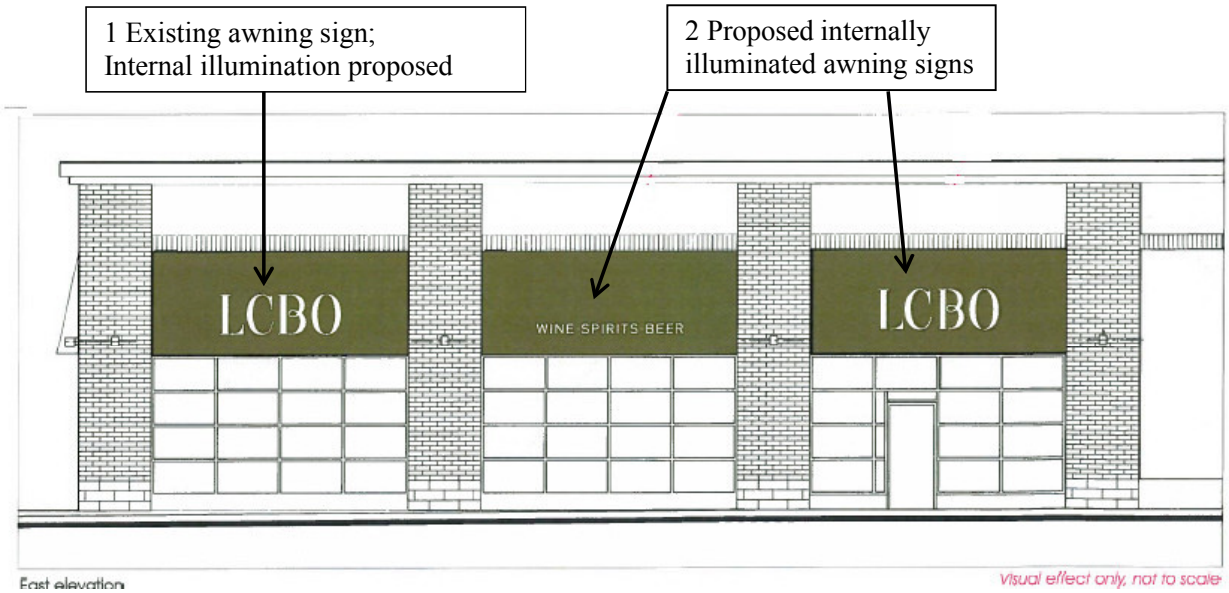 1 Existing awning sign;
Internal illumination proposed
2 Proposed internally
illuminated awning signs
LCBO
WINE·SPIRITS·BEER
LCBO
East elevation
Visual effect only, not to scale